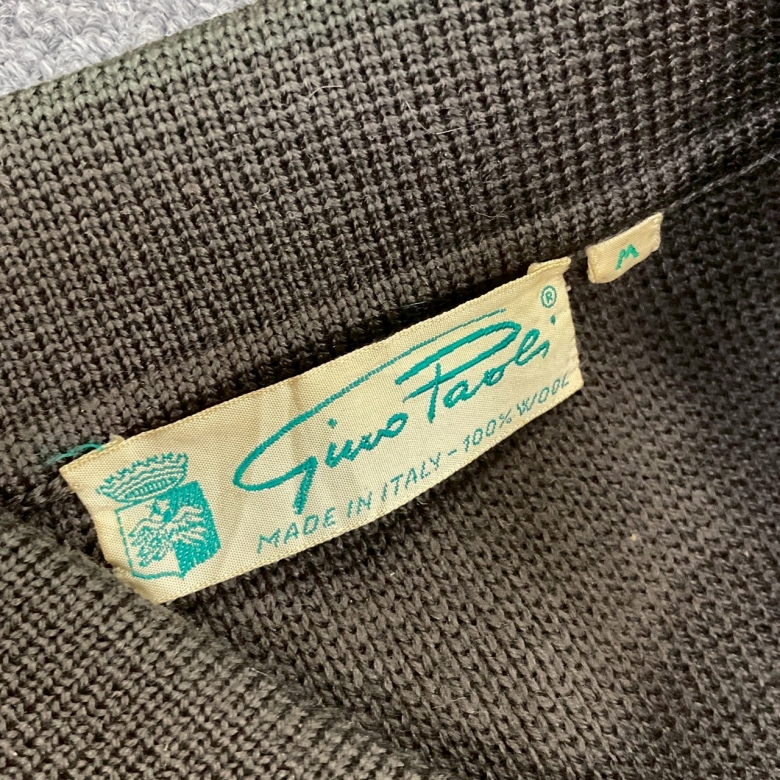 Gino Paoli ®
MADE IN ITALY - 100% WOOL
M